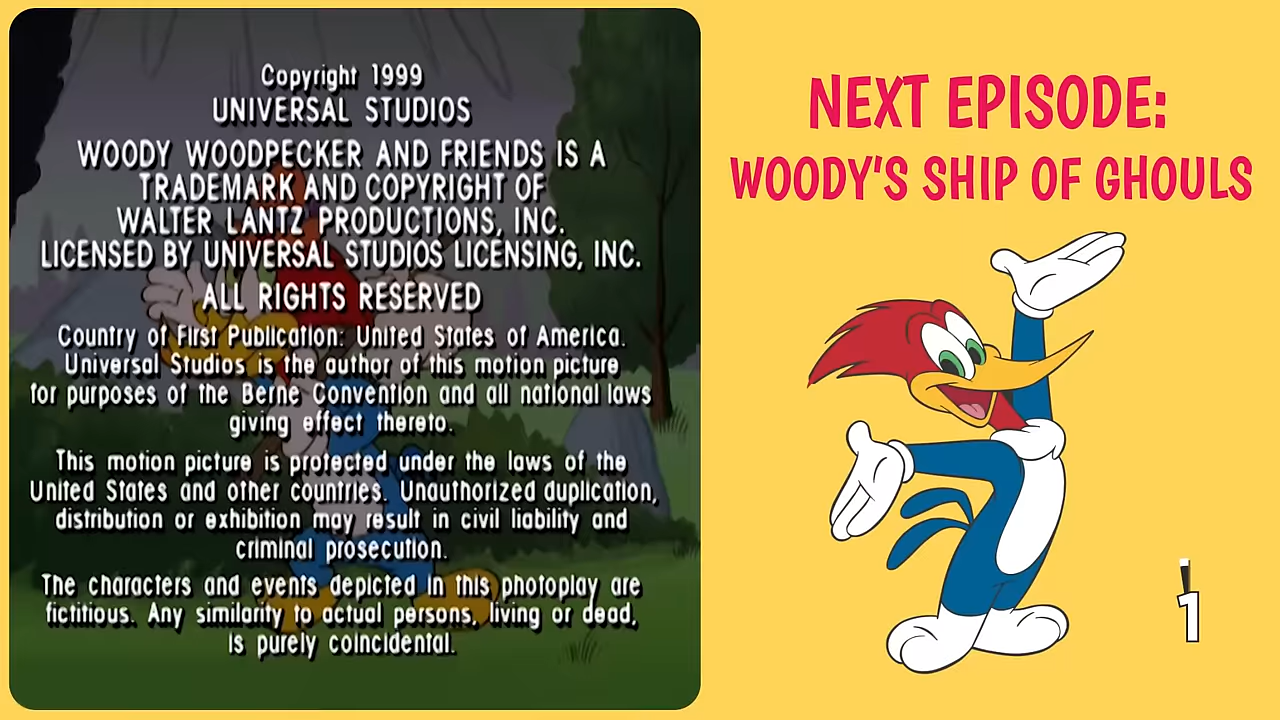 Copyright 1999
UNIVERSAL STUDIOS
WOODY WOODPECKER AND FRIENDS IS A
TRADEMARK AND COPYRIGHT OF
WALTER LANTZ PRODUCTIONS, INC.
LICENSED BY UNIVERSAL STUDIOS LICENSING, INC.
ALL RIGHTS RESERVED
Country of First Publication: United States of America.
Universal Studios is the author of this motion picture
for purposes of the Berne Convention and all national laws
giving effect thereto.
This motion picture is protected under the laws of the
United States and other countries. Unauthorized duplication,
distribution or exhibition may result in civil liability and
criminal prosecution.
The characters and events depicted in this photoplay are
fictitious. Any similarity to actual persons, living or dead,
is purely coincidental.
NEXT EPISODE:
WOODY'S SHIP OF GHOULS
1